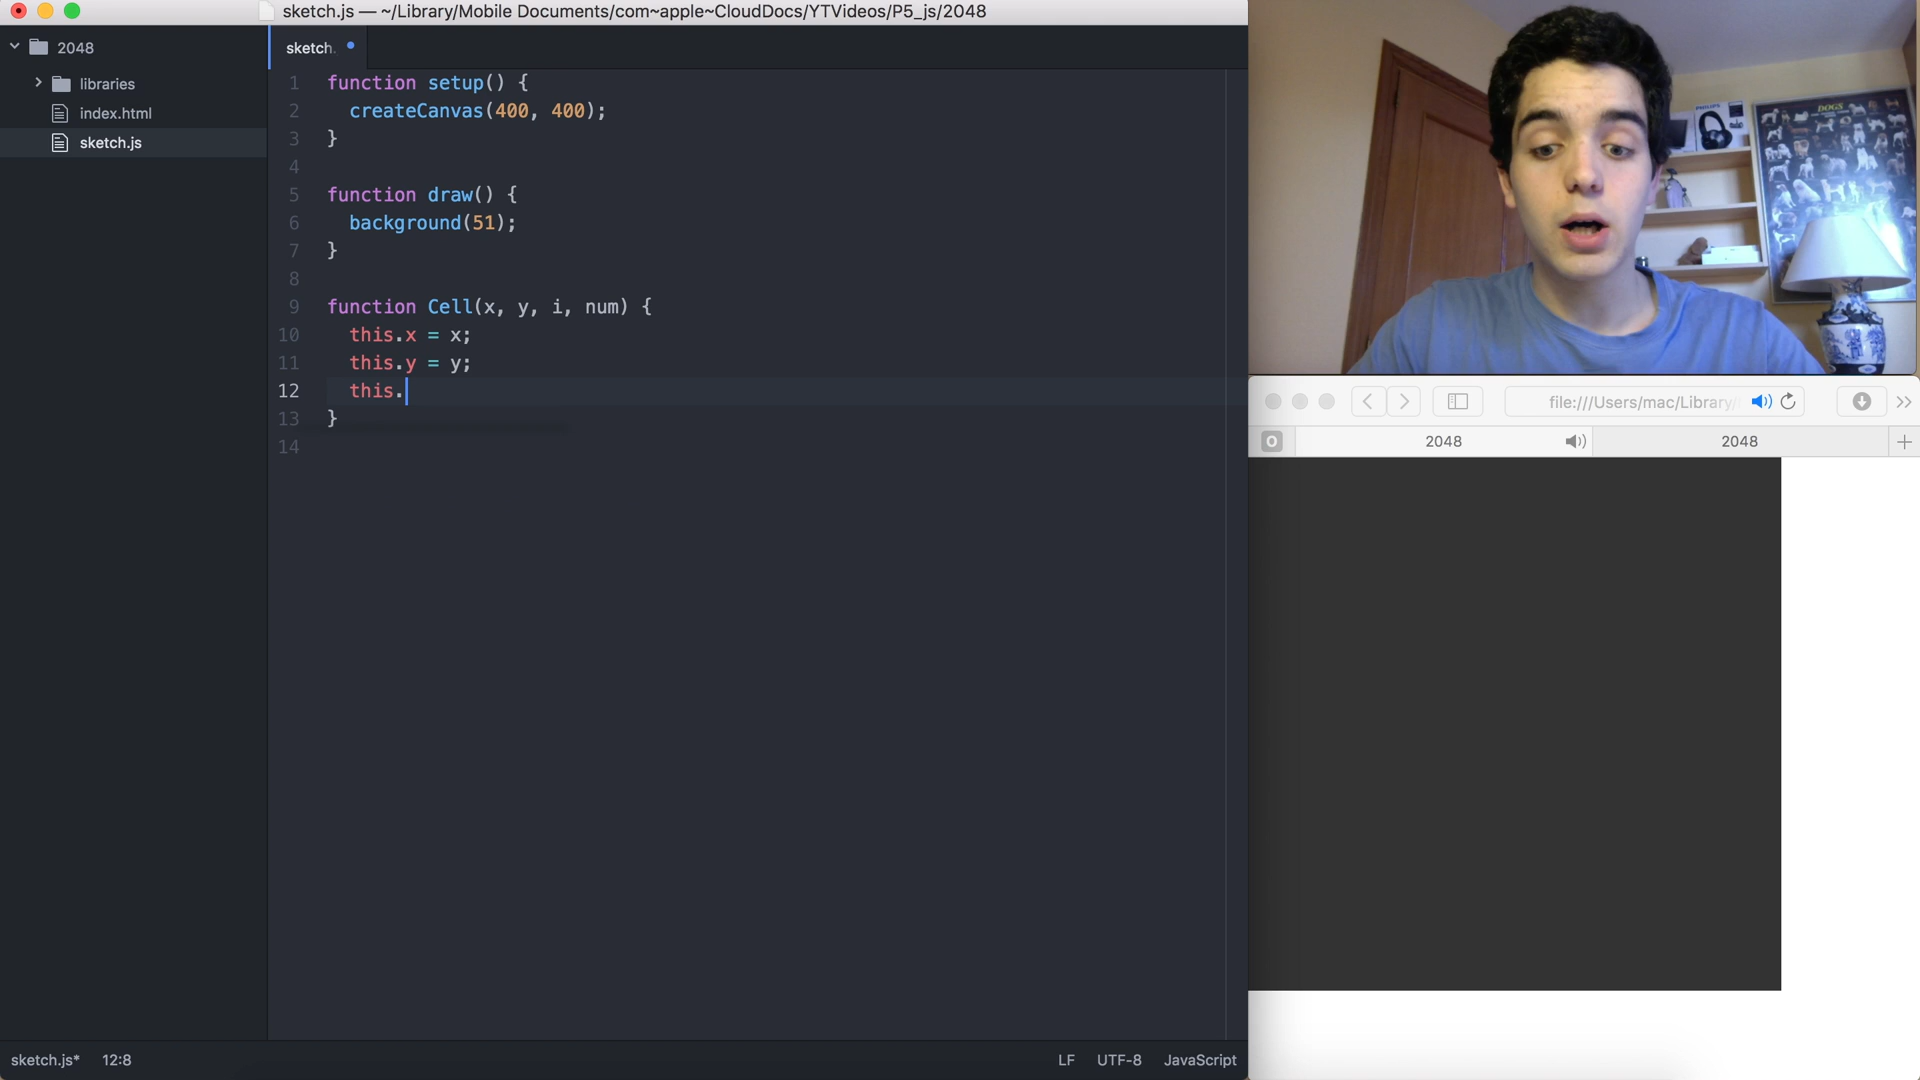 sketch.js — ~/Library/Mobile Documents/com~apple~CloudDocs/YTVideos/P5_js/2048
2048
libraries
index.html
sketch.js
sketch.
1 function setup() {
2 createCanvas(400, 400);
3 }
4
5 function draw() {
6 background(51);
7 }
8
9 function Cell(x, y, i, num) {
10 this.x = x;
11 this.y = y;
12 this.
13 }
14
sketch.js* 12:8
LF UTF-8 JavaScript
PHILIPS
DOGS
file:///Users/mac/Library/
O 2048 2048